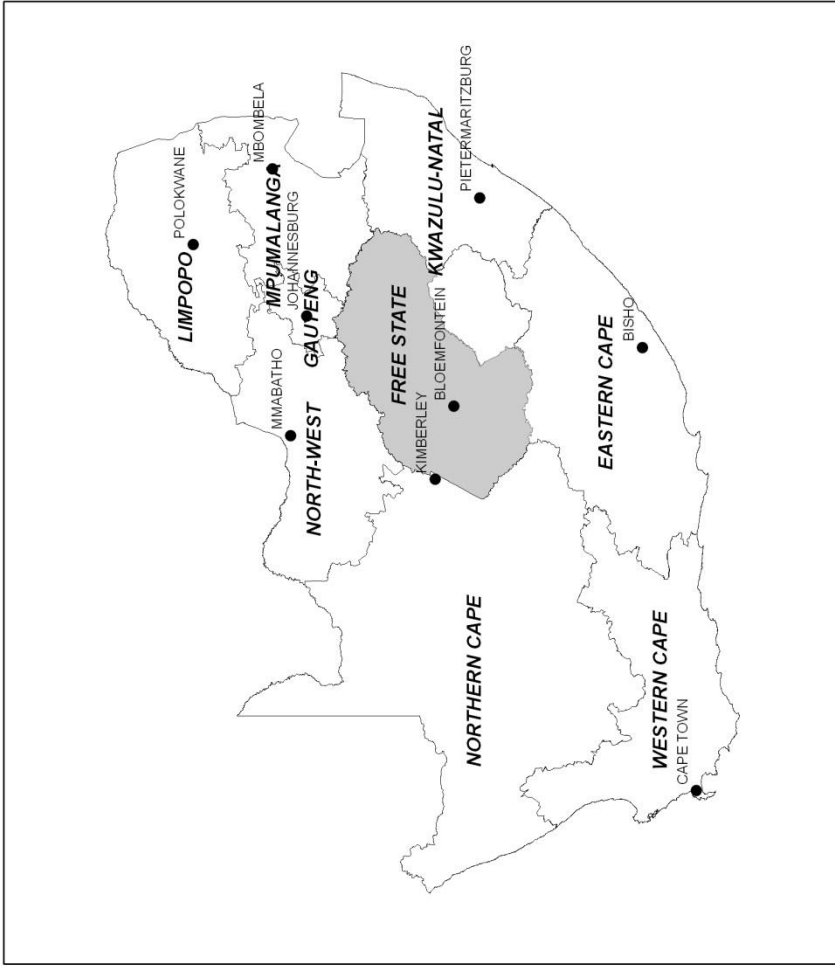 LIMPOPO
POLOKWANE
MBOMBELA
MPUMALANGA
JOHANNESBURG
GAUTENG
MMABATHO
NORTH-WEST
FREE STATE
KIMBERLEY
BLOEMFONTEIN
KWAZULU-NATAL
PIETERMARITZBURG
NORTHERN CAPE
EASTERN CAPE
BISHO
WESTERN CAPE
CAPE TOWN